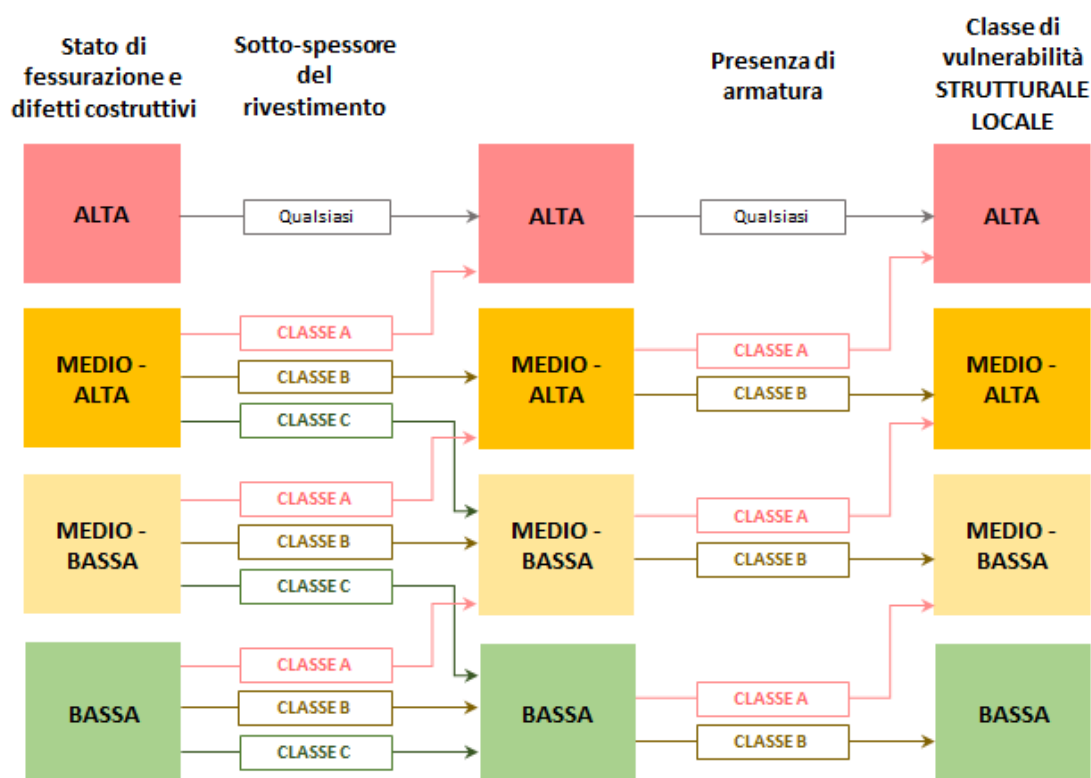 Stato di
fessurazione e
difetti costruttivi
Sotto-spessore
del
rivestimento
Presenza di
armatura
Classe di
vulnerabilità
STRUTTURALE
LOCALE
ALTA
Qualsiasi
ALTA
Qualsiasi
ALTA
MEDIO -
ALTA
CLASSE A
CLASSE B
CLASSE C
MEDIO -
ALTA
CLASSE A
CLASSE B
MEDIO -
ALTA
MEDIO -
BASSA
CLASSE A
CLASSE B
CLASSE C
MEDIO -
BASSA
CLASSE A
CLASSE B
MEDIO -
BASSA
BASSA
CLASSE A
CLASSE B
CLASSE C
BASSA
CLASSE A
CLASSE B
BASSA